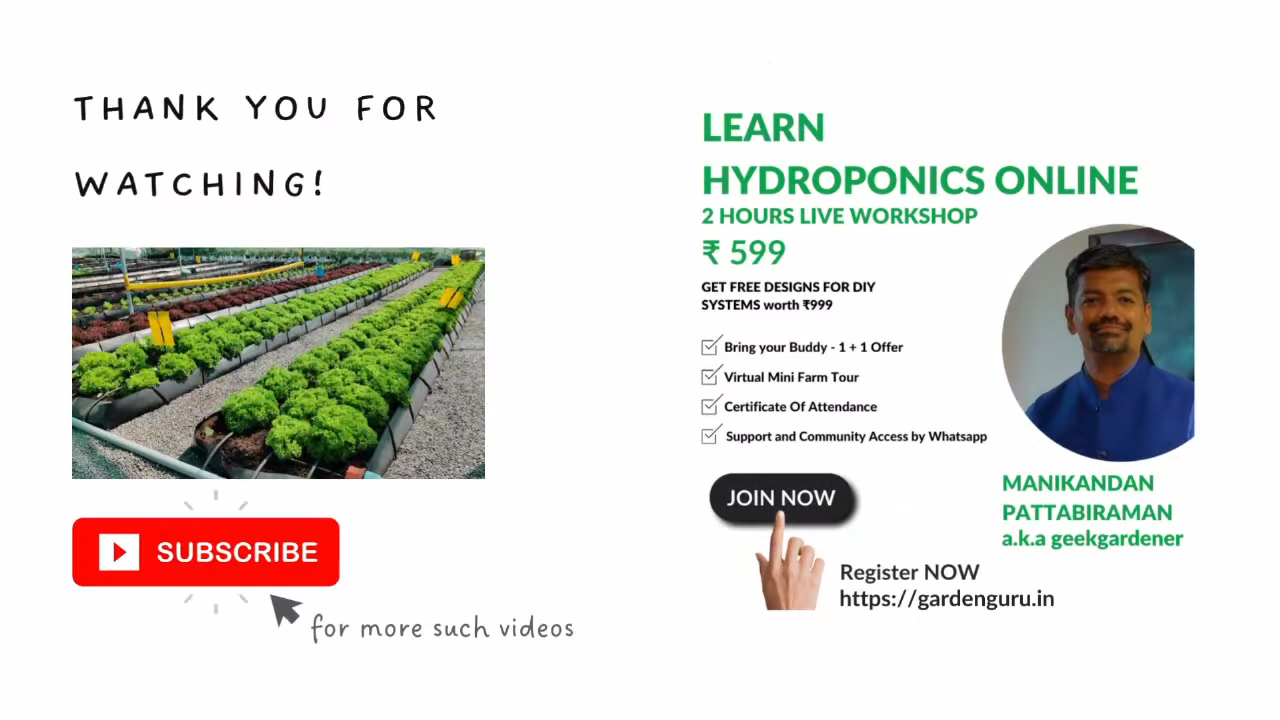 THANK YOU FOR
WATCHING!
SUBSCRIBE
for more such videos
LEARN
HYDROPONICS ONLINE
2 HOURS LIVE WORKSHOP
₹ 599
GET FREE DESIGNS FOR DIY
SYSTEMS worth ₹999
Bring your Buddy - 1 + 1 Offer
Virtual Mini Farm Tour
Certificate Of Attendance
Support and Community Access by Whatsapp
JOIN NOW
MANIKANDAN
PATTABIRAMAN
a.k.a geekgardener
Register NOW
https://gardenguru.in